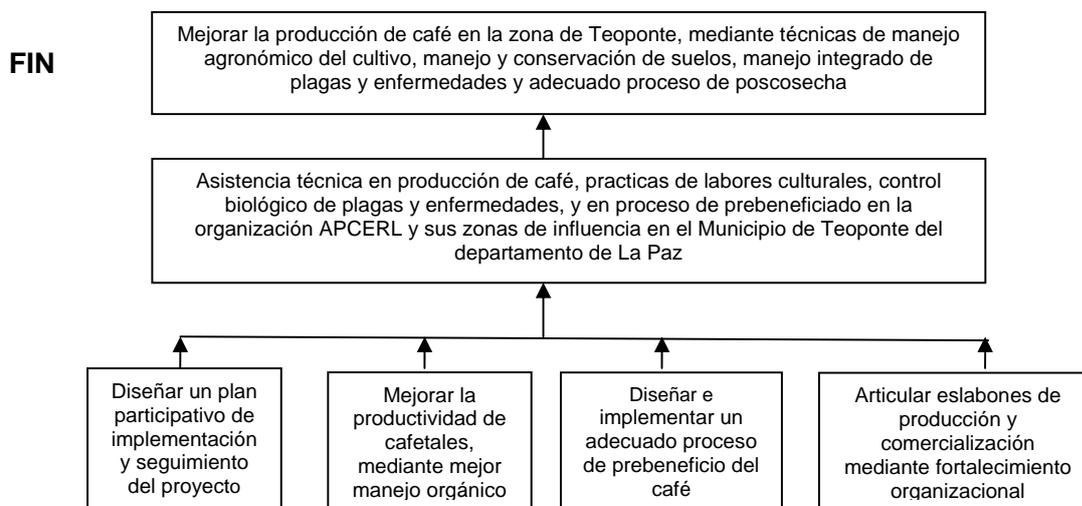 FIN
Mejorar la producción de café en la zona de Teoponte, mediante técnicas de manejo
agronómico del cultivo, manejo y conservación de suelos, manejo integrado de
plagas y enfermedades y adecuado proceso de poscosecha
Asistencia técnica en producción de café, practicas de labores culturales, control
biológico de plagas y enfermedades, y en proceso de prebeneficiado en la
organización APCERL y sus zonas de influencia en el Municipio de Teoponte del
departamento de La Paz
Diseñar un plan
participativo de
implementación
y seguimiento
del proyecto
Mejorar la
productividad de
cafetales,
mediante mejor
manejo orgánico
Diseñar e
implementar un
adecuado proceso
de prebeneficio del
café
Articular eslabones de
producción y
comercialización
mediante fortalecimiento
organizacional